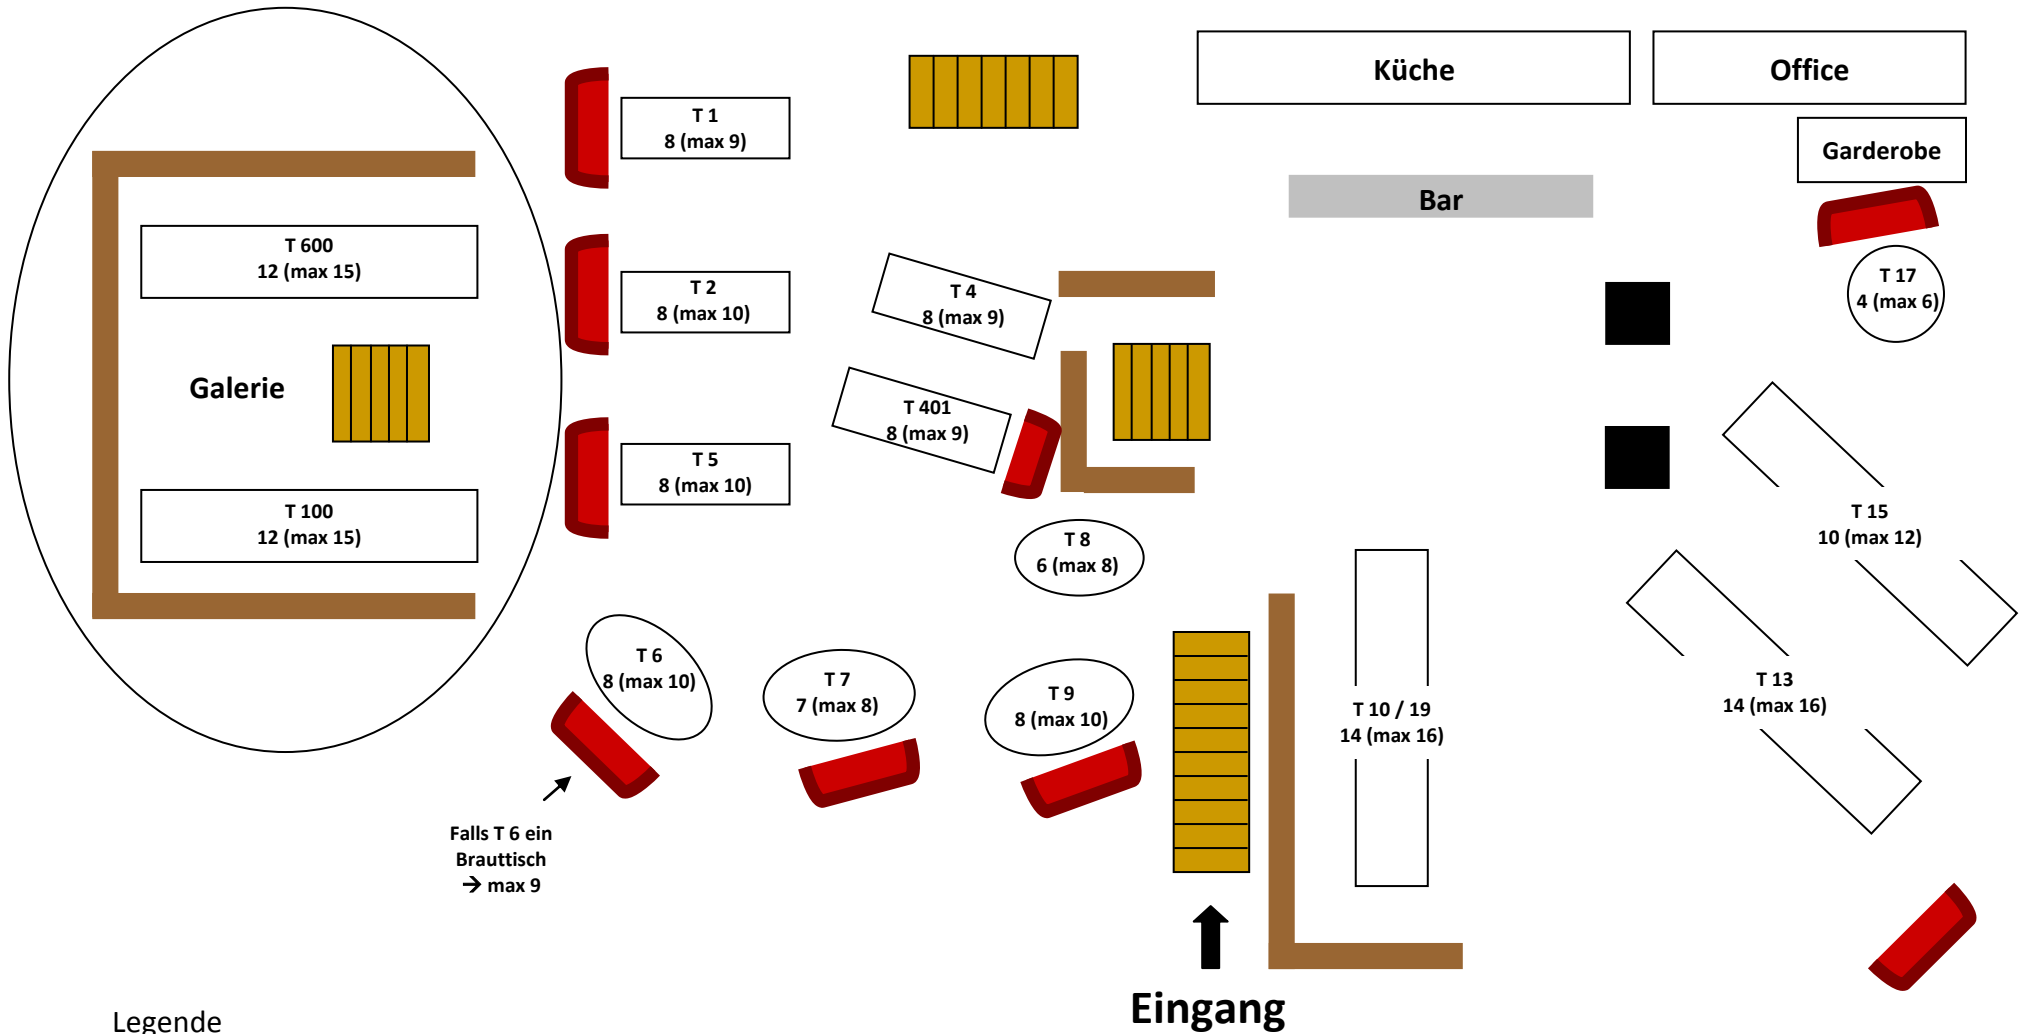 Küche
Office
T 1
8 (max 9)
Garderobe
Bar
T 600
12 (max 15)
T 2
8 (max 10)
T 4
8 (max 9)
T 17
4 (max 6)
Galerie
T 401
8 (max 9)
T 5
8 (max 10)
T 100
12 (max 15)
T 15
10 (max 12)
T 8
6 (max 8)
T 6
8 (max 10)
T 7
7 (max 8)
T 9
8 (max 10)
T 10 / 19
14 (max 16)
T 13
14 (max 16)
Falls T 6 ein
Brauttisch
→ max 9
Eingang
Legende